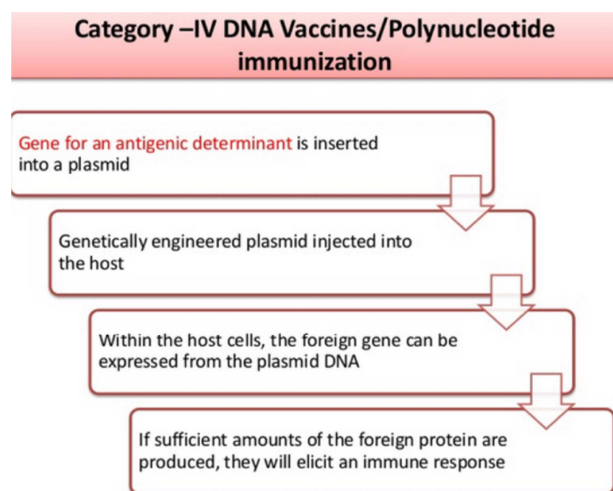 Category –IV DNA Vaccines/Polynucleotide
immunization
Gene for an antigenic determinant is inserted
into a plasmid
Genetically engineered plasmid injected into
the host
Within the host cells, the foreign gene can be
expressed from the plasmid DNA
If sufficient amounts of the foreign protein are
produced, they will elicit an immune response